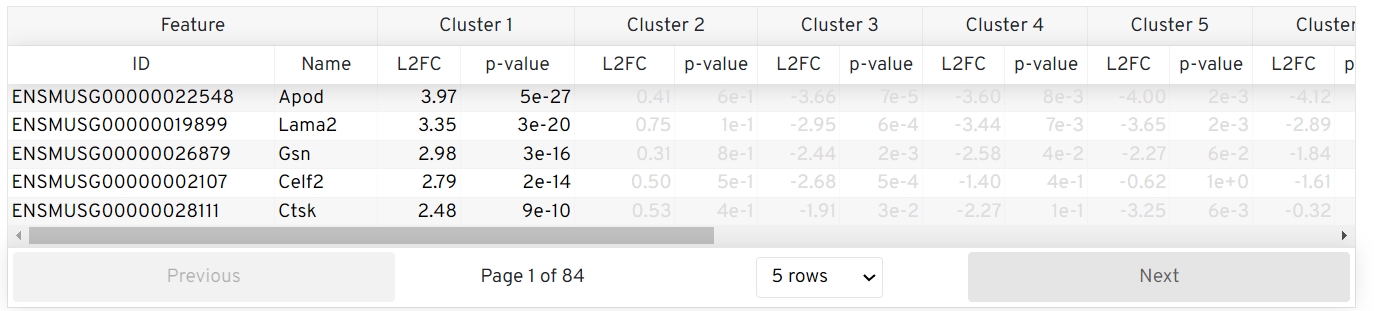 Feature Cluster 1 Cluster 2 Cluster 3 Cluster 4 Cluster 5 Cluster
ID Name L2FC p-value L2FC p-value L2FC p-value L2FC p-value L2FC p-value L2FC p
ENSMUSG00000022548 Apod 3.97 5e-27 0.41 6e-1 -3.66 7e-5 -3.60 8e-3 -4.00 2e-3 -4.12
ENSMUSG00000019899 Lama2 3.35 3e-20 0.75 1e-1 -2.95 6e-4 -3.44 7e-3 -3.65 2e-3 -2.89
ENSMUSG00000026879 Gsn 2.98 3e-16 0.31 8e-1 -2.44 2e-3 -2.58 4e-2 -2.27 6e-2 -1.84
ENSMUSG00000002107 Celf2 2.79 2e-14 0.50 5e-1 -2.68 5e-4 -1.40 4e-1 -0.62 1e+0 -1.61
ENSMUSG00000028111 Ctsk 2.48 9e-10 0.53 4e-1 -1.91 3e-2 -2.27 1e-1 -3.25 6e-3 -0.32
Previous Page 1 of 84 5 rows Next